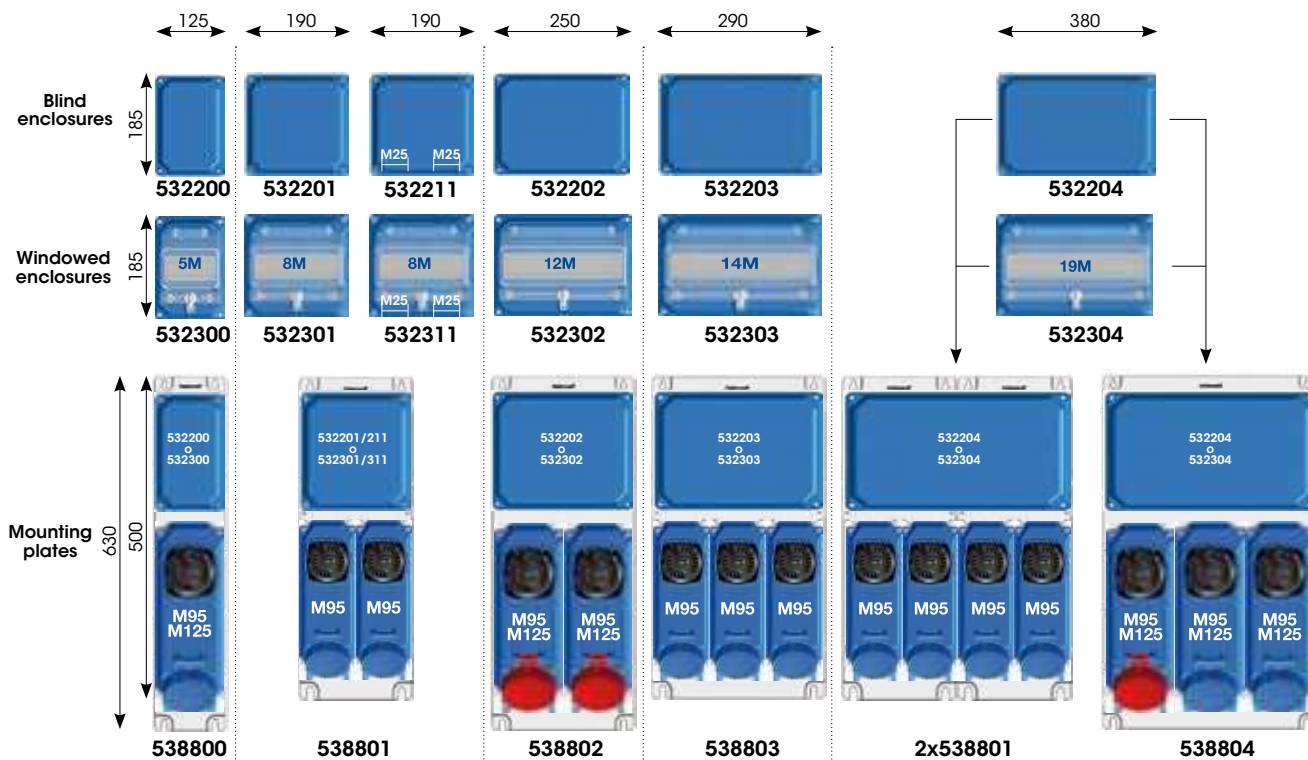 125
190
190
250
290
380
Blind
enclosures
185
M25
M25
532200
532201
532211
532202
532203
532204
Windowed
enclosures
185
5M
8M
8M
12M
14M
19M
M25
M25
532300
532301
532311
532302
532303
532304
Mounting
plates
630
500
532200
o
532300
532201/211
o
532301/311
532202
o
532302
532203
o
532303
532204
o
532304
532204
o
532304
M95
M125
M95
M95
M95
M125
M95
M125
M95
M95
M95
M95
M95
M95
M95
M95
M125
M95
M125
M95
M125
538800
538801
538802
538803
2x538801
538804